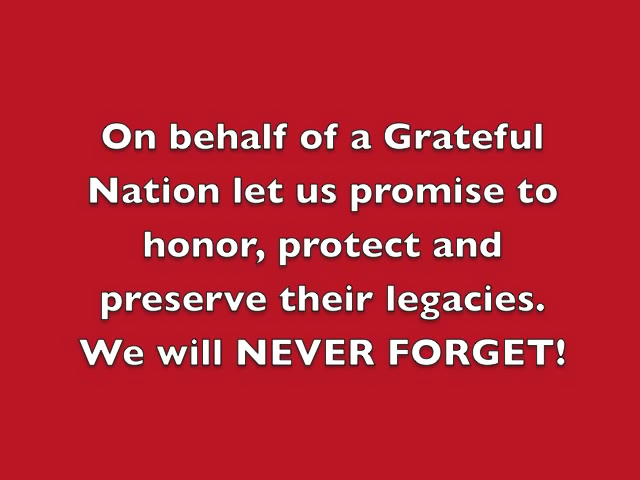 On behalf of a Grateful
Nation let us promise to
honor, protect and
preserve their legacies.
We will NEVER FORGET!